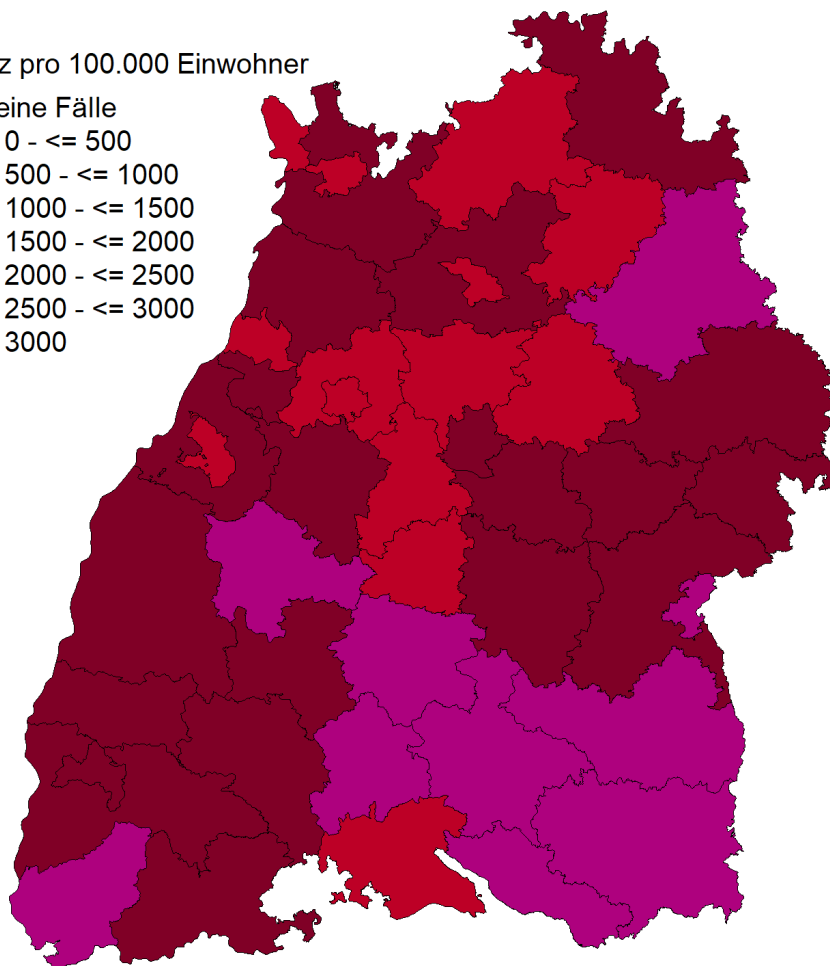 z pro 100.000 Einwohner
eine Fälle
0 - <= 500
500 - <= 1000
1000 - <= 1500
1500 - <= 2000
2000 - <= 2500
2500 - <= 3000
3000